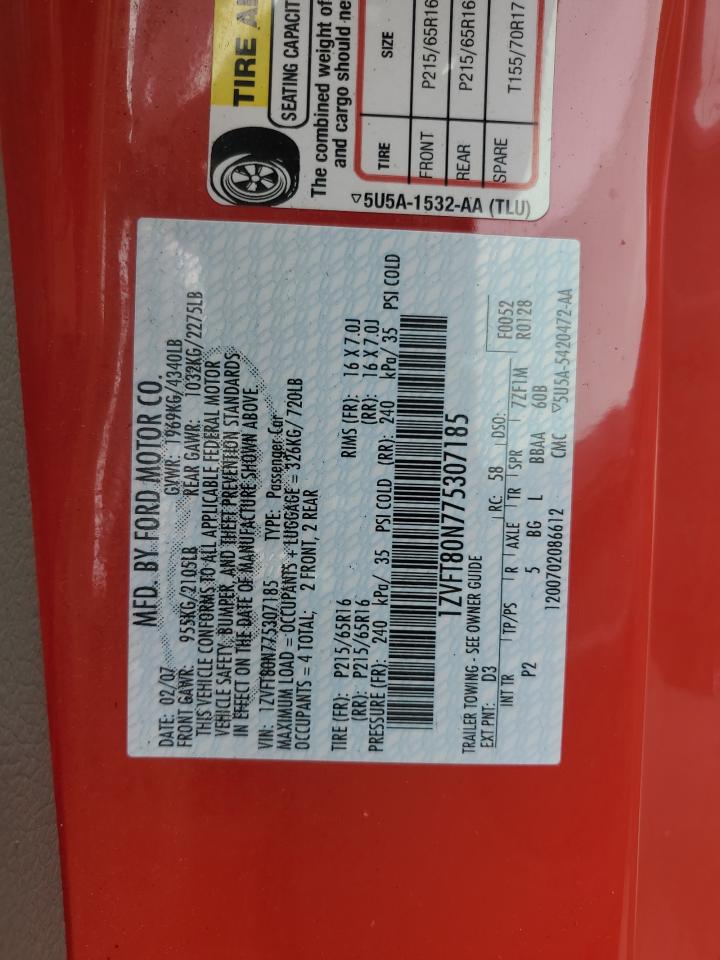 MFD. BY FORD MOTOR CO.
DATE: 02/07 GVWR: 1969KG/4340LB
FRONT GAWR: 955KG/2105LB REAR GAWR: 1032KG/2275LB
THIS VEHICLE CONFORMS TO ALL APPLICABLE FEDERAL MOTOR
VEHICLE SAFETY, BUMPER, AND THEFT PREVENTION STANDARDS
IN EFFECT ON THE DATE OF MANUFACTURE SHOWN ABOVE.
VIN: 1ZVFT80N775307185 TYPE: Passenger Car
MAXIMUM LOAD = OCCUPANTS + LUGGAGE = 326KG/720LB
OCCUPANTS = 4 TOTAL; 2 FRONT, 2 REAR
TIRE (FR): P215/65R16 RIMS (FR): 16 X 7.0J
(RR): P215/65R16 (RR): 16 X 7.0J
PRESSURE (FR): 240 kPa/ 35 PSI COLD (RR): 240 kPa/ 35 PSI COLD
1ZVFT80N775307185
TRAILER TOWING - SEE OWNER GUIDE
EXT PNT: D3 RC: 58 DSO: F0052
R0128
INT TR TP/PS R AXLE TR SPR 7ZF1M
P2 5 BG L BBAA 60B
1200702086612 CMC ▽5U5A-5420472-AA
TIRE A
SEATING CAPACIT
The combined weight of
and cargo should ne
TIRE SIZE
FRONT P215/65R16
REAR P215/65R16
SPARE T155/70R17
▽5U5A-1532-AA (TLU)